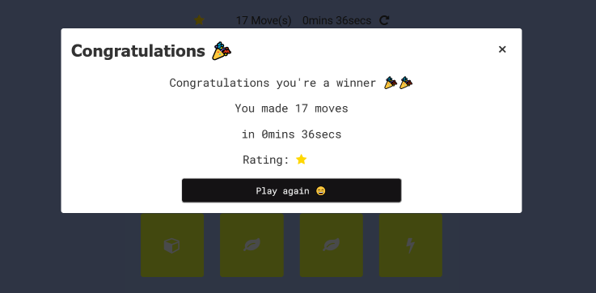 17 Move(s) 0mins 36secs
Congratulations 🎉
×
Congratulations you're a winner 🎉🎉
You made 17 moves
in 0mins 36secs
Rating: ★
Play again 😄